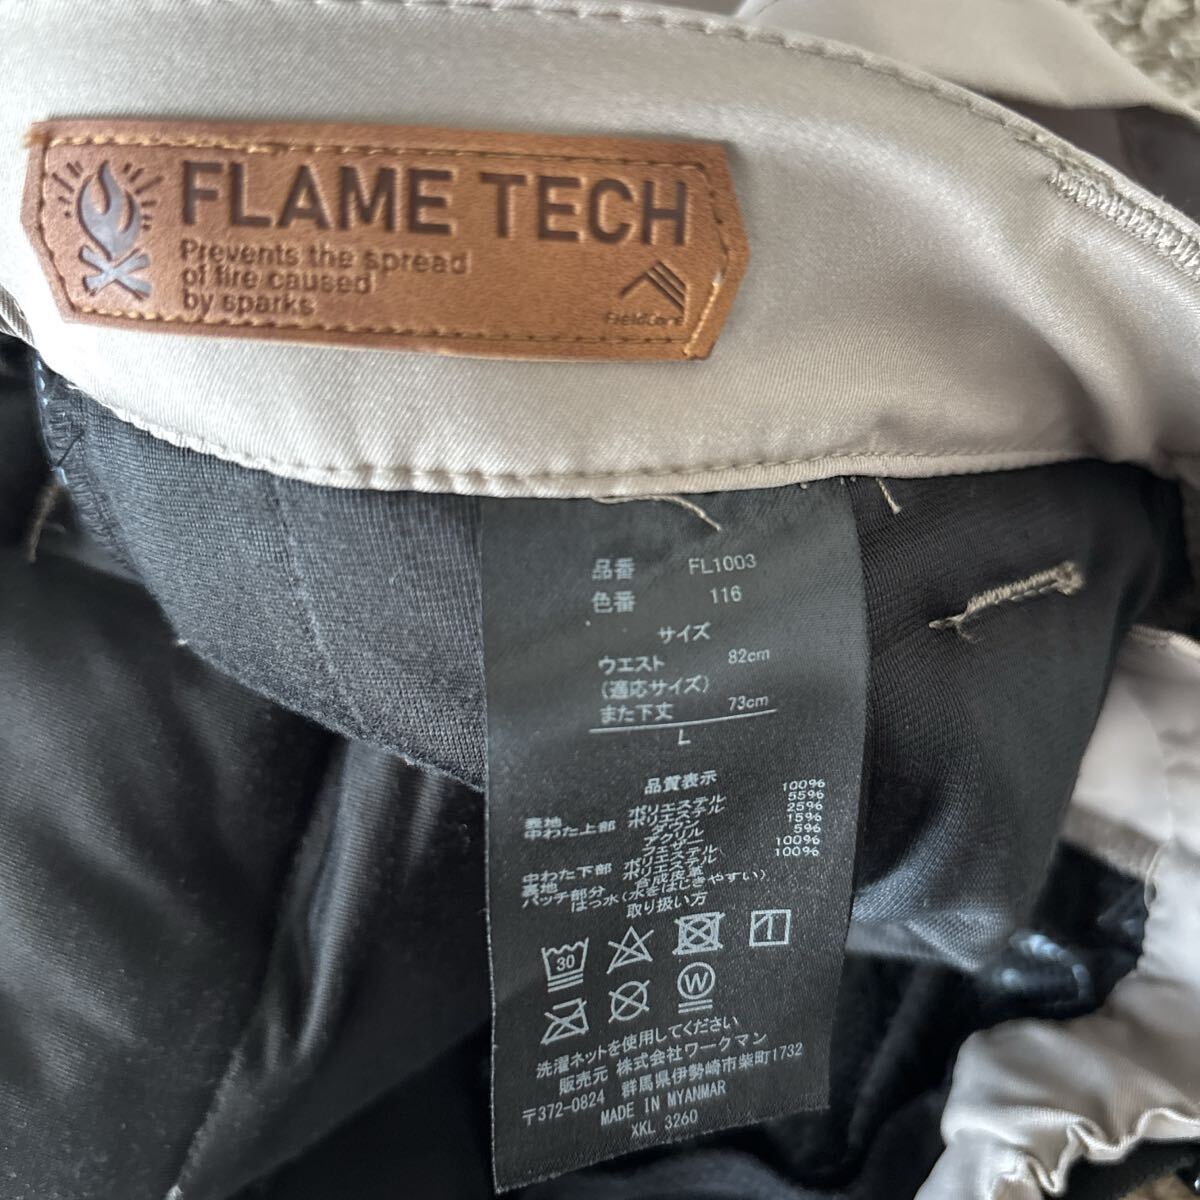 FLAME TECH
Prevents the spread
of fire caused
by sparks
FieldCore
品番 FL1003
色番 116
サイズ
ウエスト 82cm
(適応サイズ)
また下丈 73cm
L
品質表示
表地 ポリエステル 100%
中わた上部 ポリエステル 55%
ダウン 25%
アクリル 15%
フェザー 5%
中わた下部 ポリエステル 100%
裏地 ポリエステル 100%
パッチ部分 合成皮革
はっ水(水をはじきやすい)
取り扱い方
30
W
洗濯ネットを使用してください
販売元 株式会社ワークマン
〒372-0824 群馬県伊勢崎市柴町1732
MADE IN MYANMAR
XKL 3260